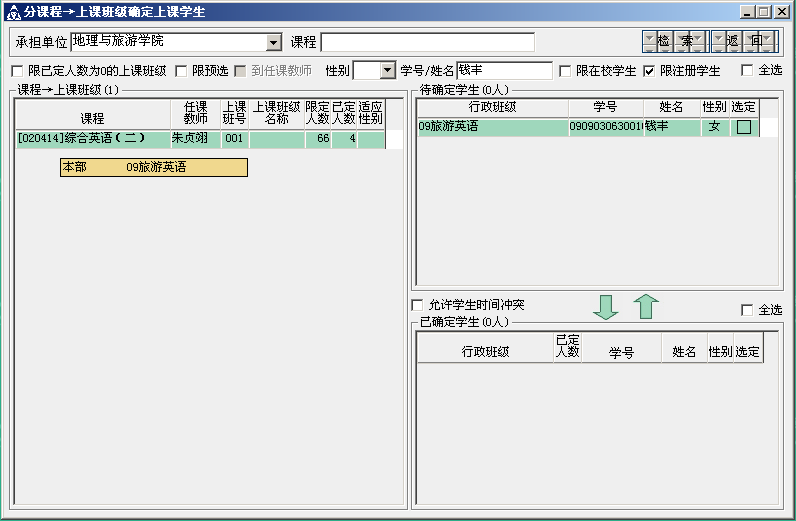 分课程→上课班级确定上课学生
承担单位 地理与旅游学院 课程 检 索 返 回
限已定人数为0的上课班级 限预选 到任课教师 性别 学号/姓名 钱丰 限在校学生 限注册学生 全选
课程→上课班级(1)
课程 任课教师 上课班号 上课班级名称 限定人数 已定人数 适应性别
[020414]综合英语(二) 朱贞翊 001 66 4
本部 09旅游英语
待确定学生(0人)
行政班级 学号 姓名 性别 选定
09旅游英语 0909030630010 钱丰 女
允许学生时间冲突 全选
已确定学生(0人)
行政班级 已定人数 学号 姓名 性别 选定